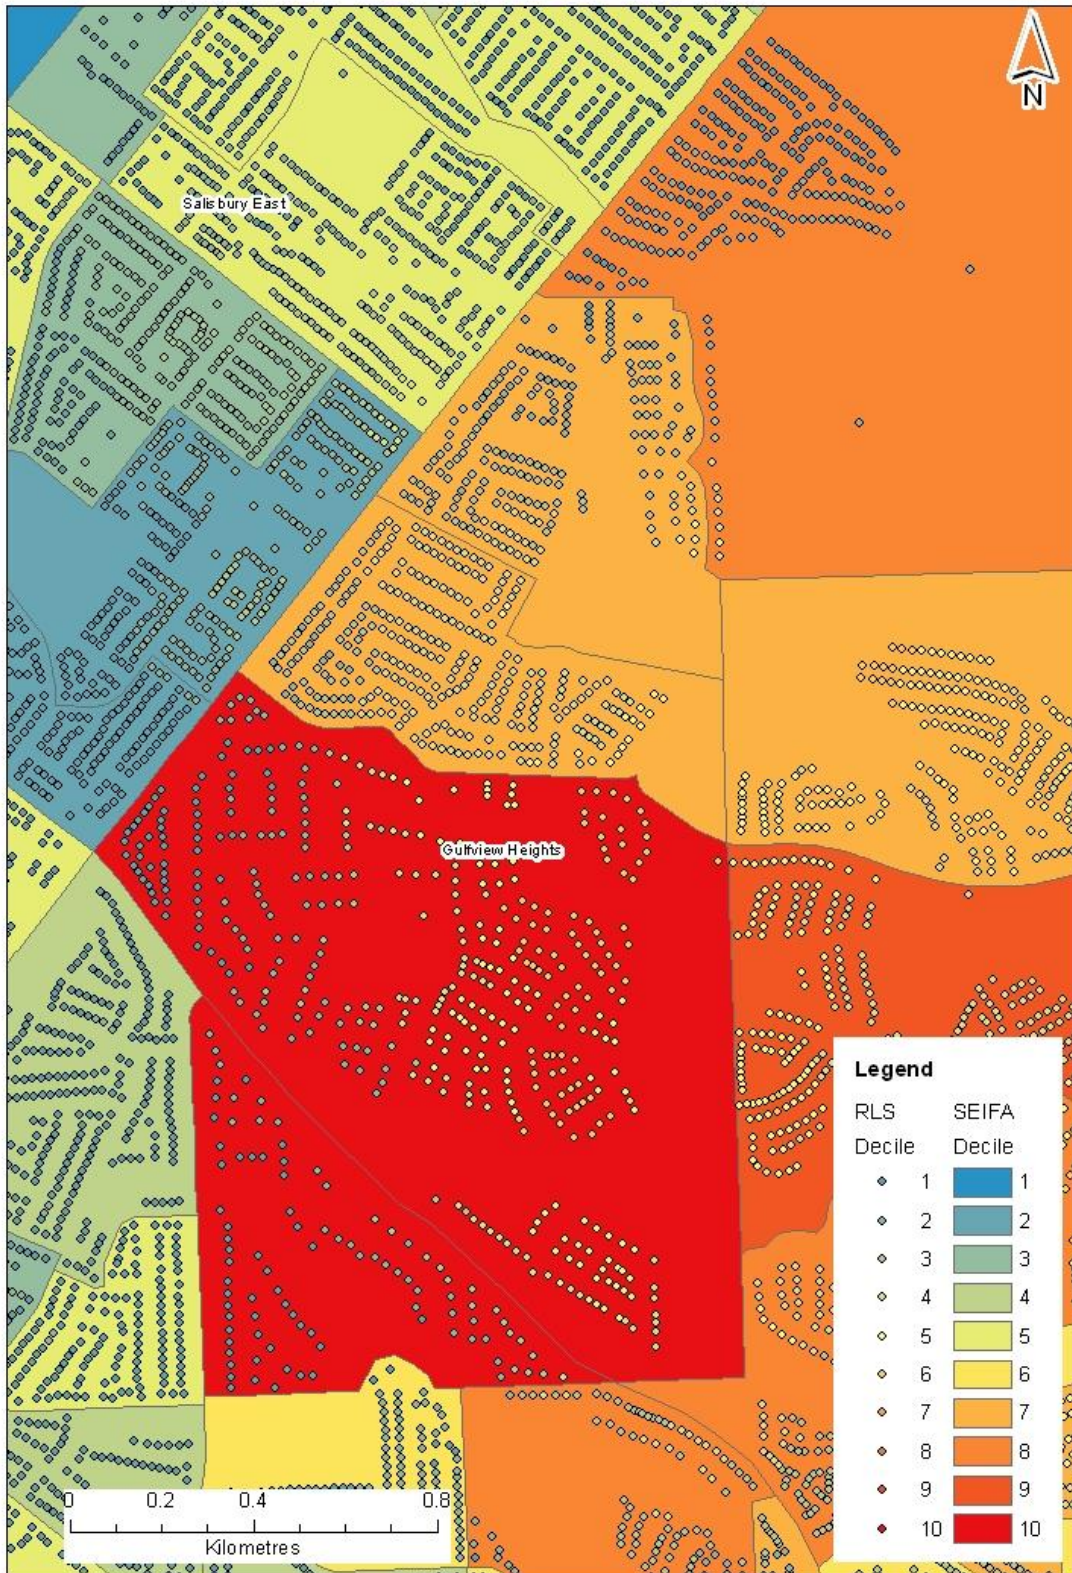 N
Salisbury East
Gulfview Heights
Legend
RLS SEIFA
Decile Decile
1 1
2 2
3 3
4 4
5 5
6 6
7 7
8 8
9 9
10 10
0 0.2 0.4 0.8
Kilometres